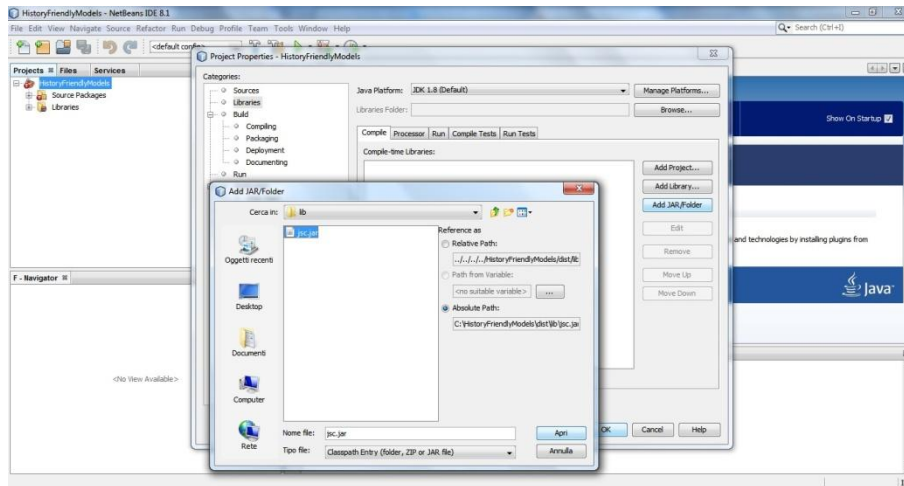 HistoryFriendlyModels - NetBeans IDE 8.1
File Edit View Navigate Source Refactor Run Debug Profile Team Tools Window Help
Search (Ctrl+I)
<default
Projects Files Services
HistoryFriendlyModels
Source Packages
Libraries
Project Properties - HistoryFriendlyModels
Categories:
Sources
Libraries
Build
Compiling
Packaging
Deployment
Documenting
Run
Java Platform: JDK 1.8 (Default) Manage Platforms...
Libraries Folder: Browse...
Compile Processor Run Compile Tests Run Tests
Compile-time Libraries:
Add Project...
Add Library...
Add JAR/Folder
Edit
Remove
Move Up
Move Down
OK Cancel Help
Show On Startup
and technologies by installing plugins from
Java
F - Navigator
<No View Available>
Add JAR/Folder
Cerca in: lib
Oggetti recenti
Desktop
Documenti
Computer
Rete
jsc.jar
Reference as
Relative Path:
../../../../HistoryFriendlyModels/dist/lib
Path from Variable:
<no suitable variable> ...
Absolute Path:
C:\HistoryFriendlyModels\dist\lib\jsc.jar
Nome file: jsc.jar Apri
Tipo file: Classpath Entry (folder, ZIP or JAR file) Annulla